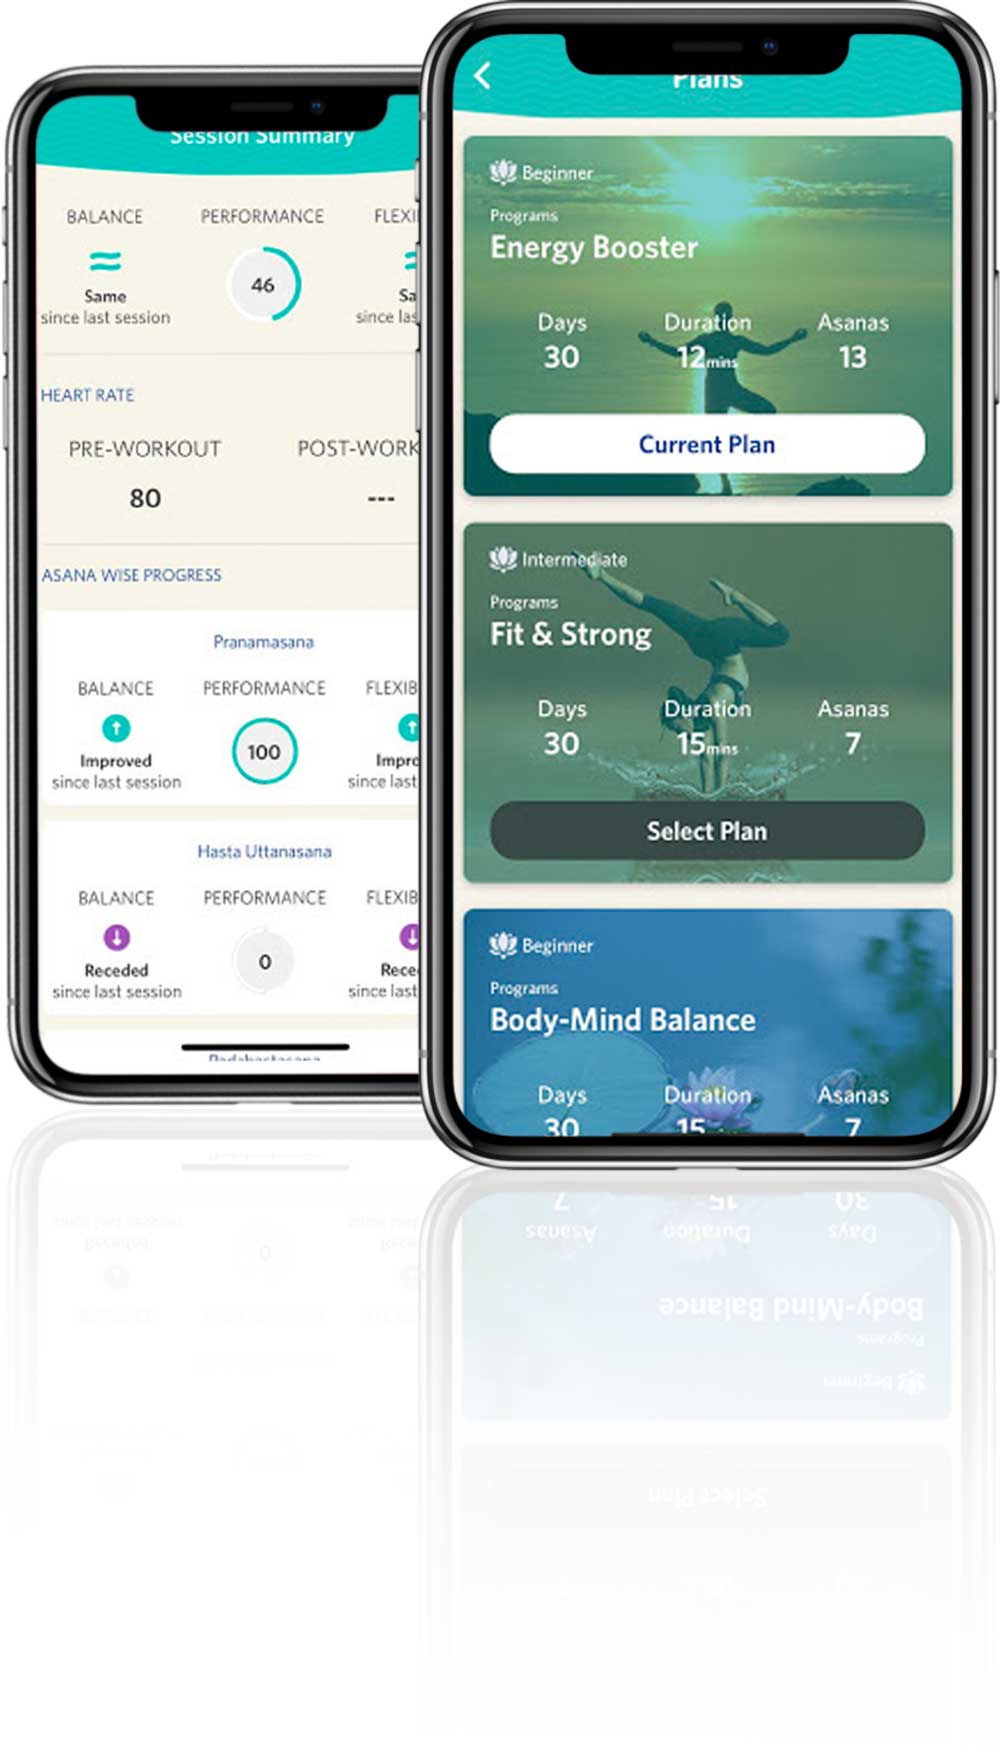 Session Summary
BALANCE PERFORMANCE FLEXI
46
Same Sa
since last session since las
HEART RATE
PRE-WORKOUT POST-WORK
80 ---
ASANA WISE PROGRESS
Pranamasana
BALANCE PERFORMANCE FLEXIB
100
Improved Impro
since last session since last
Hasta Uttanasana
BALANCE PERFORMANCE FLEXIB
0
Receded Rece
since last session since last
Padahastasana
Plans
Beginner
Programs
Energy Booster
Days Duration Asanas
30 12mins 13
Current Plan
Intermediate
Programs
Fit & Strong
Days Duration Asanas
30 15mins 7
Select Plan
Beginner
Programs
Body-Mind Balance
Days Duration Asanas
30 15 7